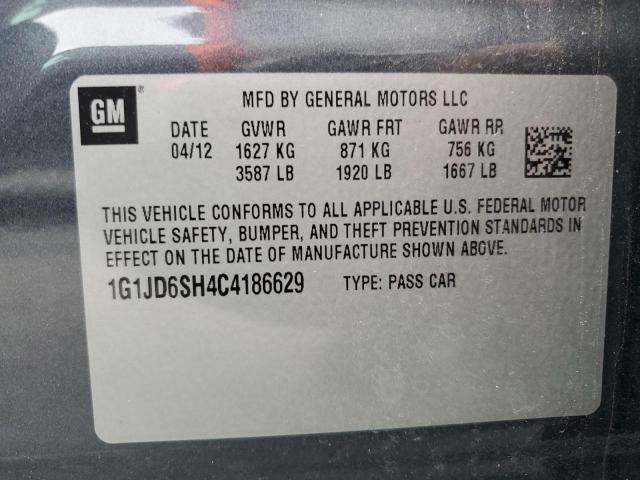 GM ®
MFD BY GENERAL MOTORS LLC
DATE GVWR GAWR FRT GAWR RR
04/12 1627 KG 871 KG 756 KG
3587 LB 1920 LB 1667 LB
THIS VEHICLE CONFORMS TO ALL APPLICABLE U.S. FEDERAL MOTOR
VEHICLE SAFETY, BUMPER, AND THEFT PREVENTION STANDARDS IN
EFFECT ON THE DATE OF MANUFACTURE SHOWN ABOVE.
1G1JD6SH4C4186629 TYPE: PASS CAR